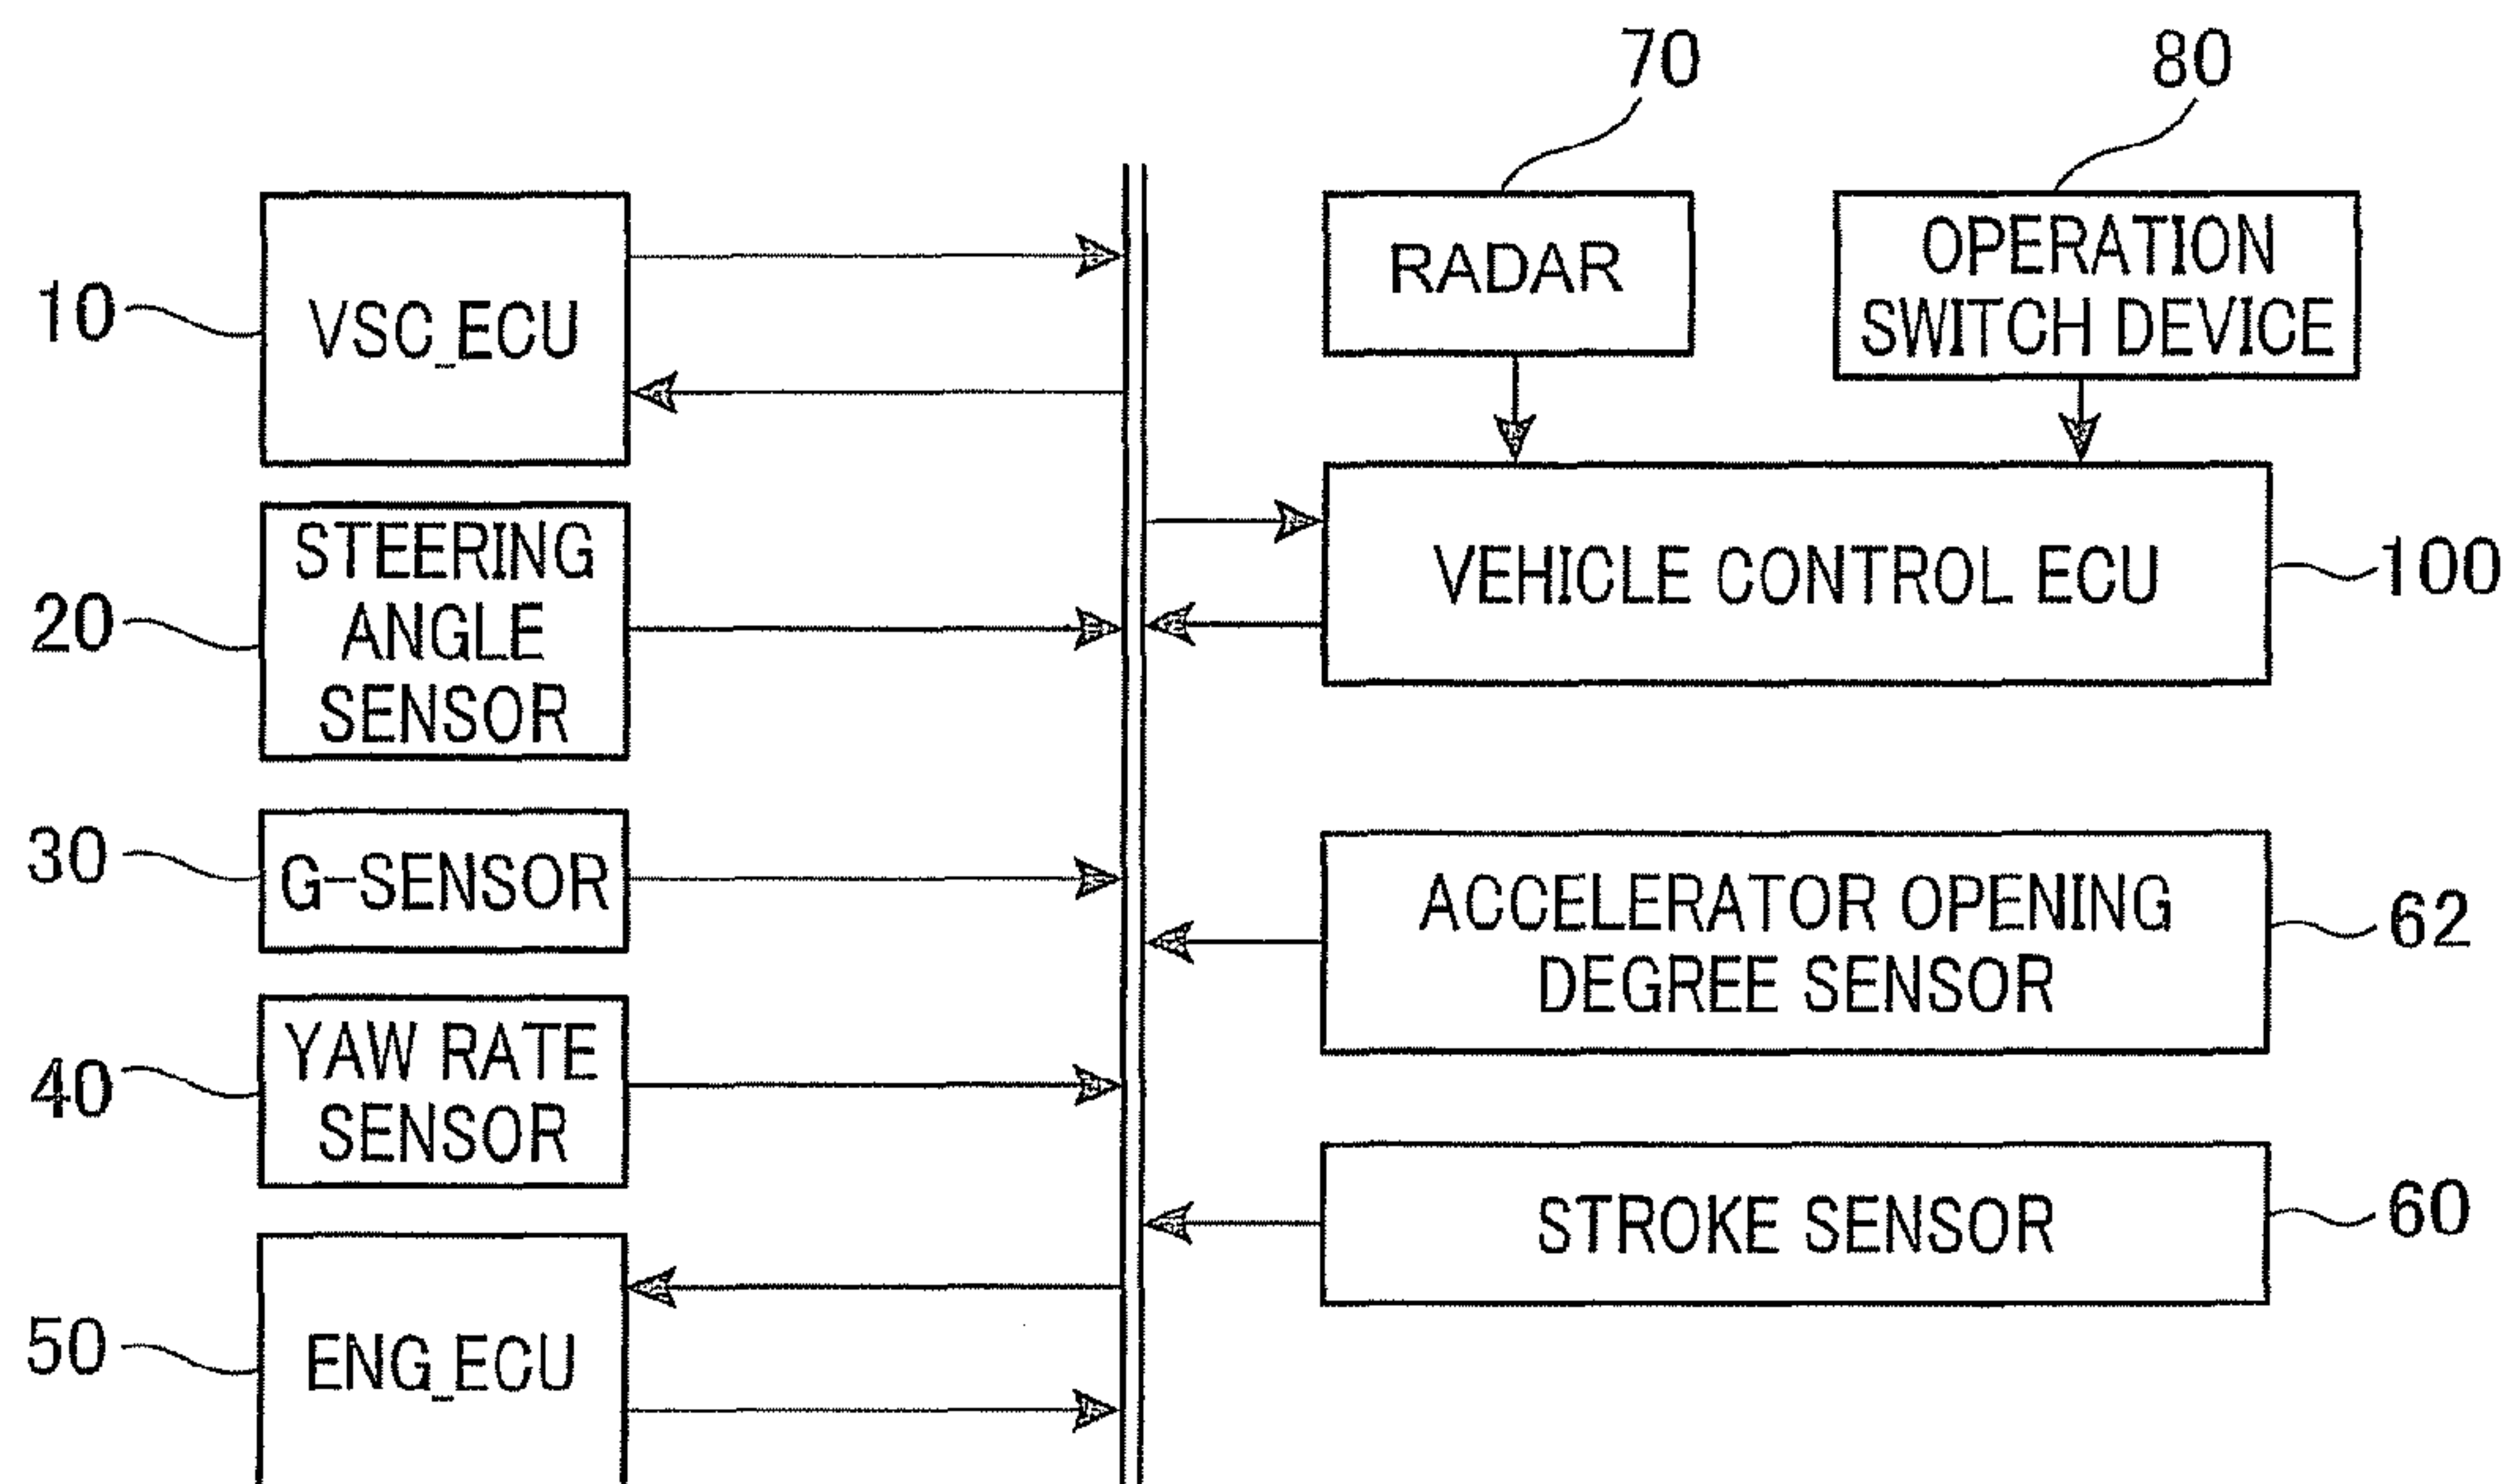 70
80
10
VSC_ECU
RADAR
OPERATION
SWITCH DEVICE
20
STEERING
ANGLE
SENSOR
VEHICLE CONTROL ECU
100
30
G-SENSOR
ACCELERATOR OPENING
DEGREE SENSOR
62
40
YAW RATE
SENSOR
STROKE SENSOR
60
50
ENG_ECU